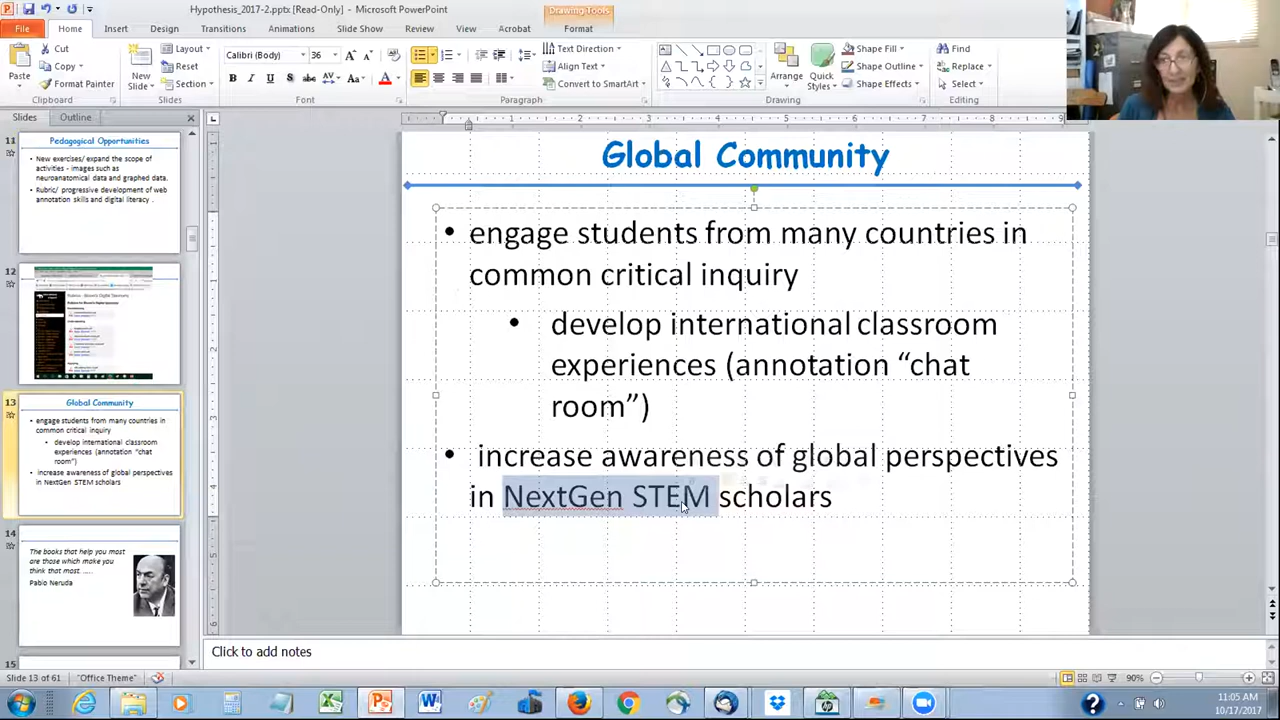 Hypothesis_2017-2.pptx [Read-Only] - Microsoft PowerPoint
Drawing Tools
File Home Insert Design Transitions Animations Slide Show Review View Acrobat Format
Paste
Cut
Copy
Format Painter
Clipboard
New Slide
Layout
Reset
Section
Slides
Calibri (Body) 36
Font
Text Direction
Align Text
Convert to SmartArt
Paragraph
Arrange
Quick Styles
Shape Fill
Shape Outline
Shape Effects
Drawing
Find
Replace
Select
Editing
Slides Outline
11
Pedagogical Opportunities
• New exercises/ expand the scope of
activities - images such as
neuroanatomical data and graphed data.
• Rubric/ progressive development of web
annotation skills and digital literacy .
12
13
Global Community
• engage students from many countries in
common critical inquiry
• develop international classroom
experiences (annotation “chat
room”)
• increase awareness of global perspectives
in NextGen STEM scholars
14
The books that help you most
are those which make you
think that most. ....
Pablo Neruda
15
Global Community
• engage students from many countries in
common critical inquiry
• develop international classroom
experiences (annotation “chat
room”)
• increase awareness of global perspectives
in NextGen STEM scholars
Click to add notes
Slide 13 of 61 "Office Theme" 90%
11:05 AM
10/17/2017